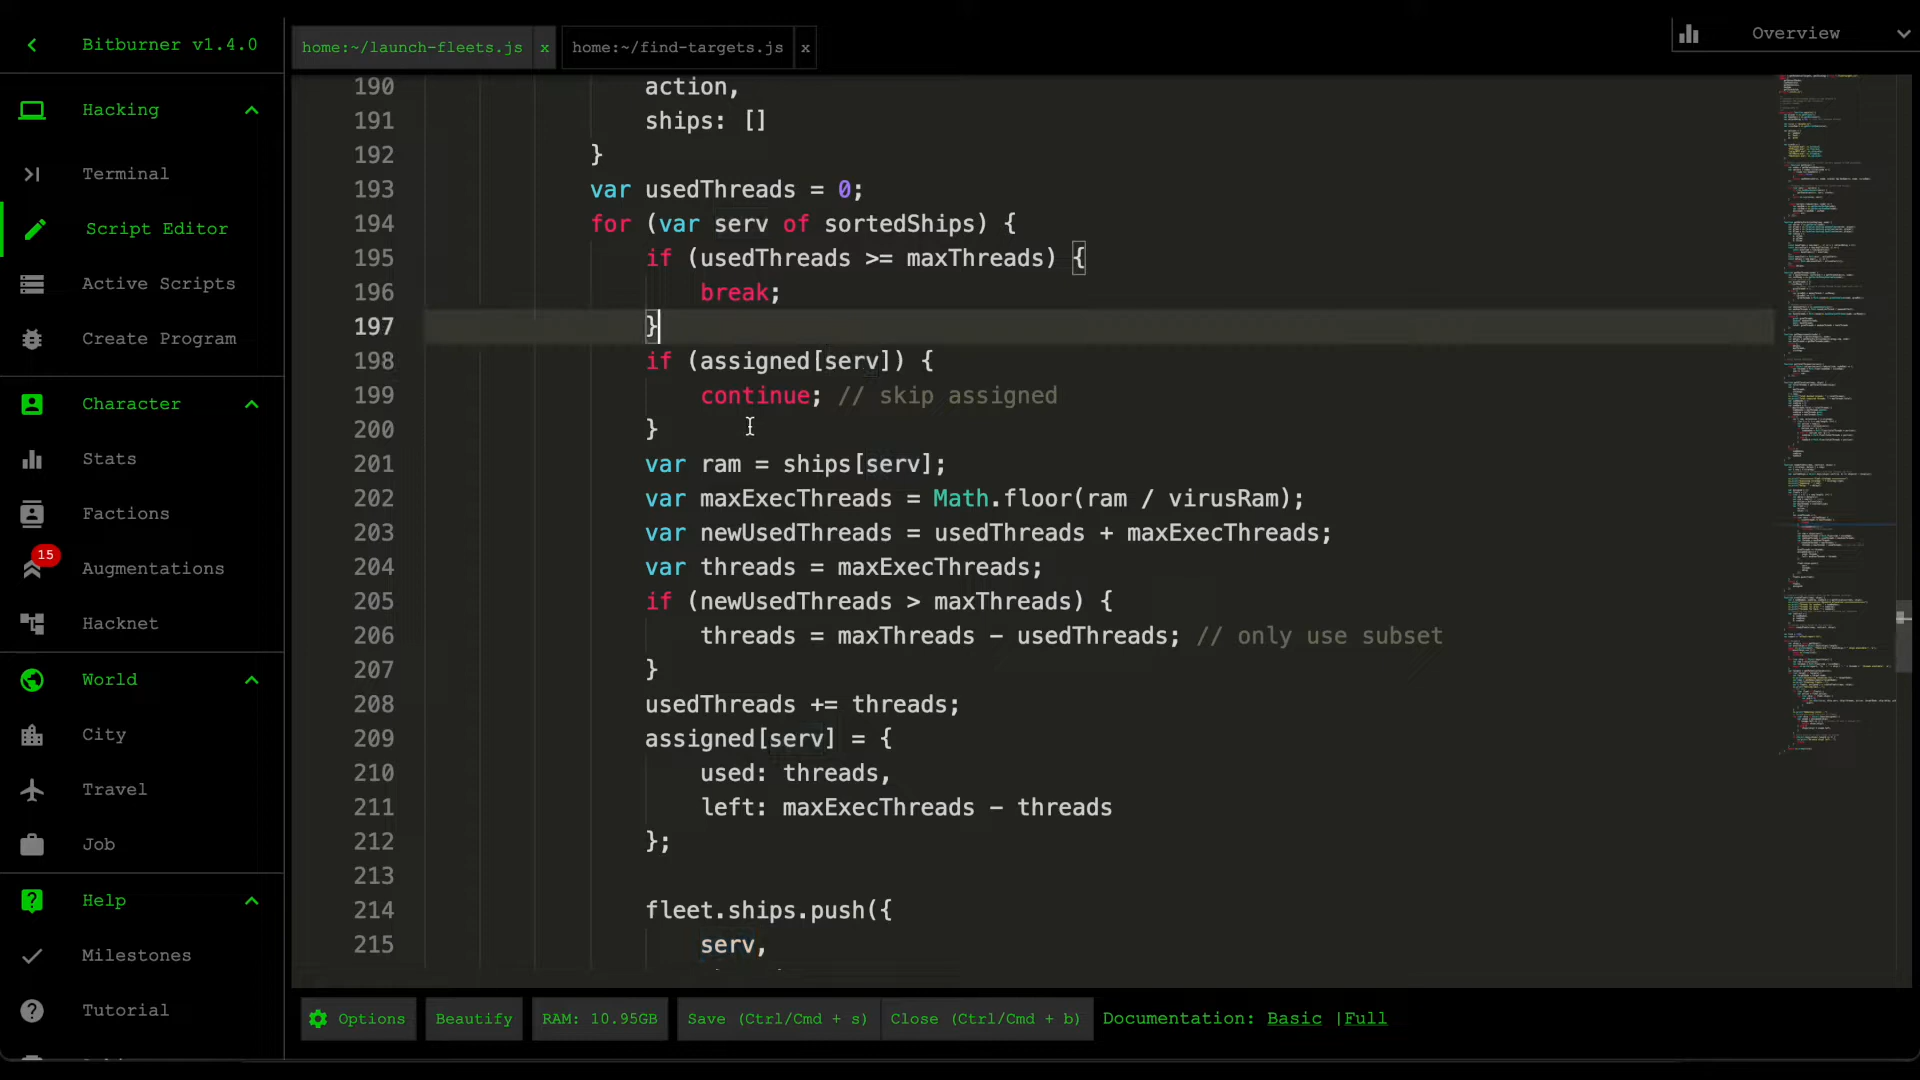 Bitburner v1.4.0
Hacking
Terminal
Script Editor
Active Scripts
Create Program
Character
Stats
Factions
15
Augmentations
Hacknet
World
City
Travel
Job
Help
Milestones
Tutorial
home:~/launch-fleets.js x
home:~/find-targets.js x
Overview
190 action,
191 ships: []
192 }
193 var usedThreads = 0;
194 for (var serv of sortedShips) {
195 if (usedThreads >= maxThreads) {
196 break;
197 }
198 if (assigned[serv]) {
199 continue; // skip assigned
200 }
201 var ram = ships[serv];
202 var maxExecThreads = Math.floor(ram / virusRam);
203 var newUsedThreads = usedThreads + maxExecThreads;
204 var threads = maxExecThreads;
205 if (newUsedThreads > maxThreads) {
206 threads = maxThreads - usedThreads; // only use subset
207 }
208 usedThreads += threads;
209 assigned[serv] = {
210 used: threads,
211 left: maxExecThreads - threads
212 };
213
214 fleet.ships.push({
215 serv,
Options
Beautify
RAM: 10.95GB
Save (Ctrl/Cmd + s)
Close (Ctrl/Cmd + b)
Documentation: Basic |Full